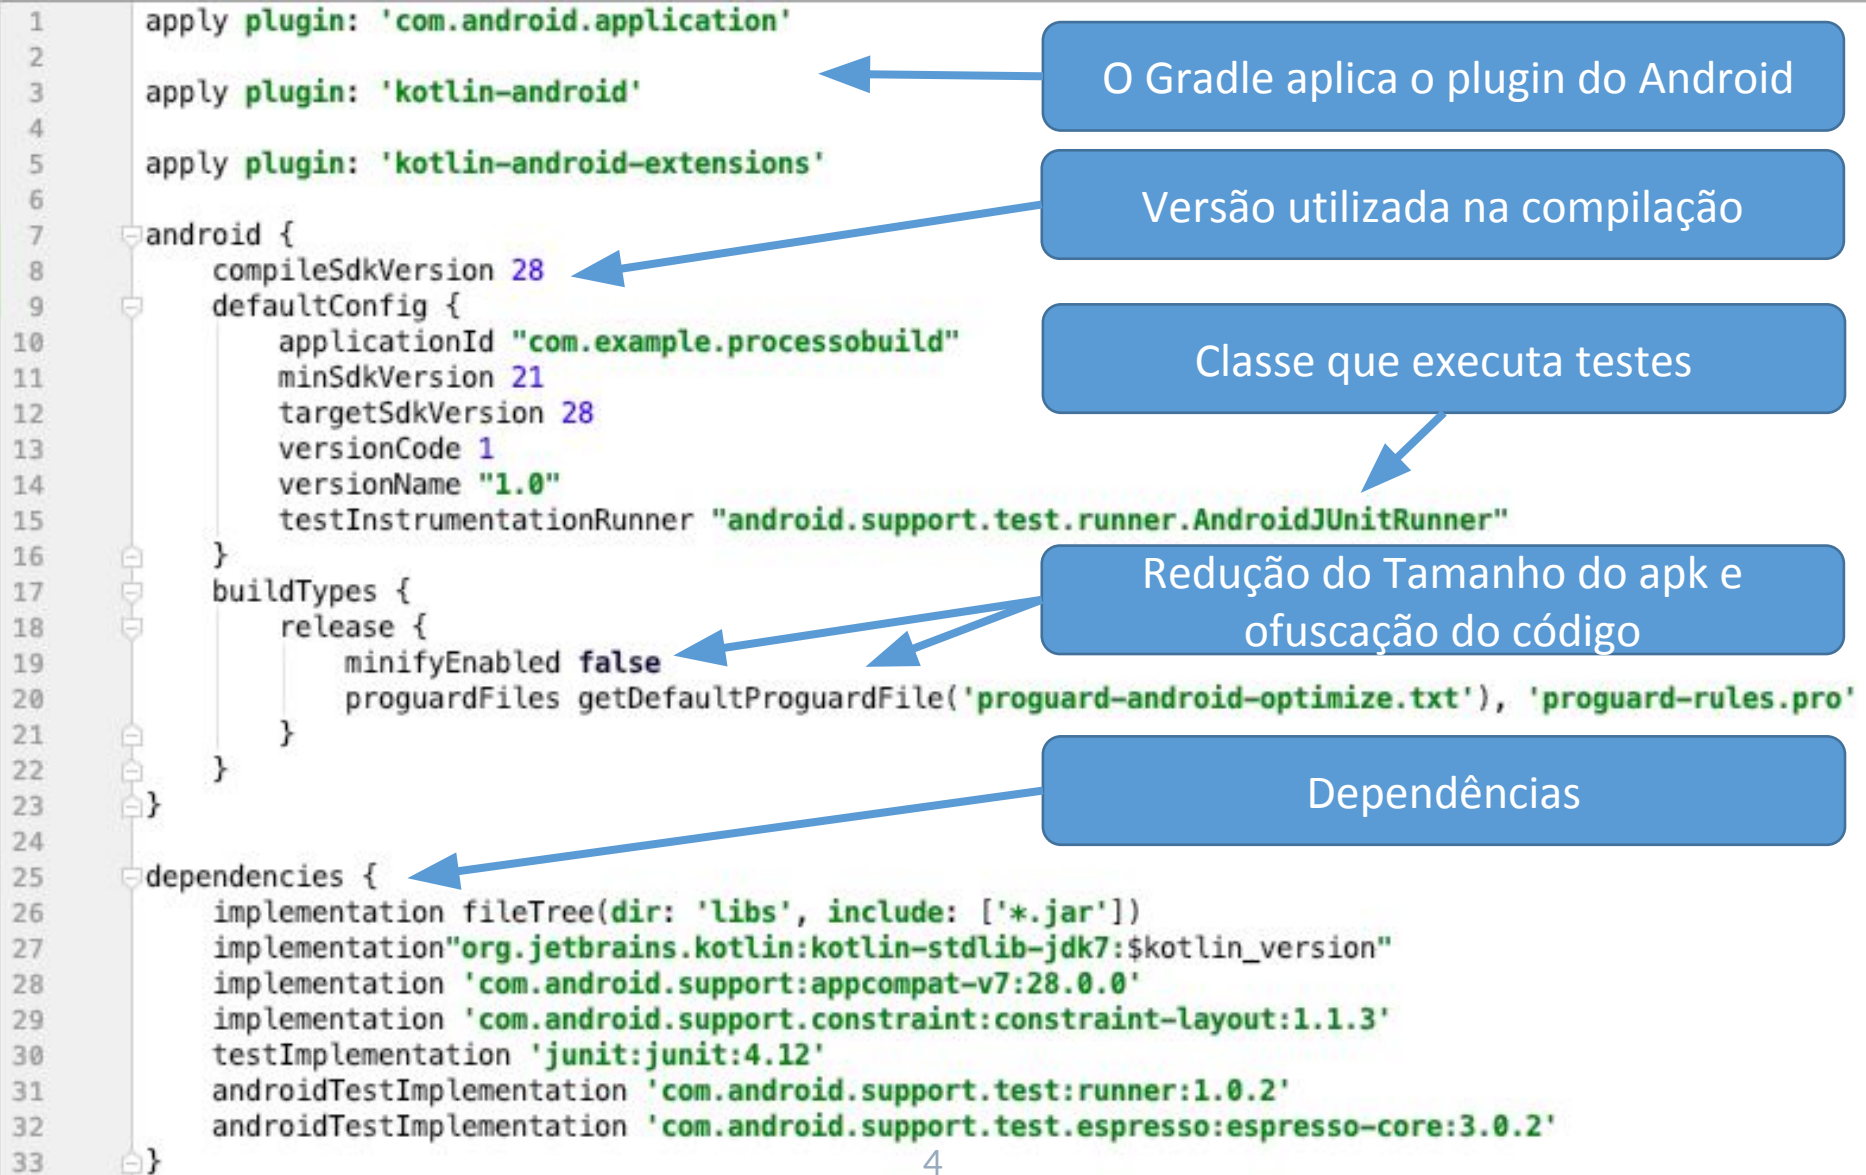 1 apply plugin: 'com.android.application'
O Gradle aplica o plugin do Android
2
3 apply plugin: 'kotlin-android'
4
5 apply plugin: 'kotlin-android-extensions'
Versão utilizada na compilação
6
7 android {
8 compileSdkVersion 28
9 defaultConfig {
10 applicationId "com.example.processobuild"
Classe que executa testes
11 minSdkVersion 21
12 targetSdkVersion 28
13 versionCode 1
14 versionName "1.0"
15 testInstrumentationRunner "android.support.test.runner.AndroidJUnitRunner"
16 }
Redução do Tamanho do apk e
ofuscação do código
17 buildTypes {
18 release {
19 minifyEnabled false
20 proguardFiles getDefaultProguardFile('proguard-android-optimize.txt'), 'proguard-rules.pro'
21 }
22 }
Dependências
23 }
24
25 dependencies {
26 implementation fileTree(dir: 'libs', include: ['*.jar'])
27 implementation"org.jetbrains.kotlin:kotlin-stdlib-jdk7:$kotlin_version"
28 implementation 'com.android.support:appcompat-v7:28.0.0'
29 implementation 'com.android.support.constraint:constraint-layout:1.1.3'
30 testImplementation 'junit:junit:4.12'
31 androidTestImplementation 'com.android.support.test:runner:1.0.2'
32 androidTestImplementation 'com.android.support.test.espresso:espresso-core:3.0.2'
33 }
4